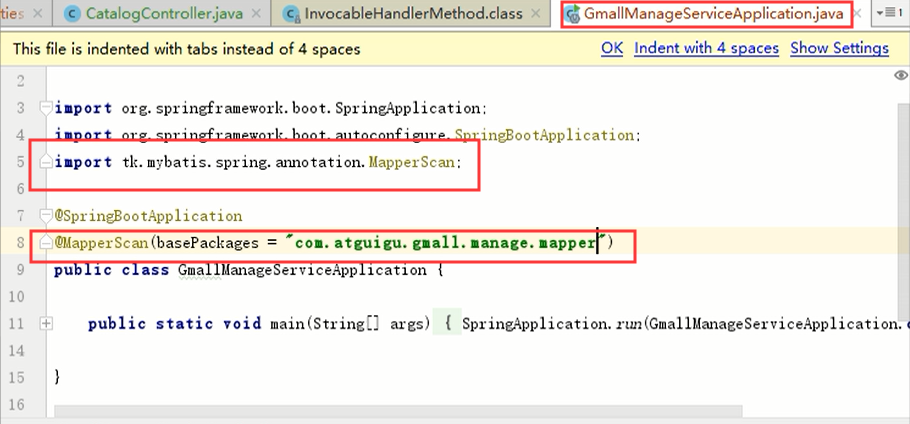 ties CatalogController.java InvocableHandlerMethod.class GmallManageServiceApplication.java 1
This file is indented with tabs instead of 4 spaces OK Indent with 4 spaces Show Settings
2
3 import org.springframework.boot.SpringApplication;
4 import org.springframework.boot.autoconfigure.SpringBootApplication;
5 import tk.mybatis.spring.annotation.MapperScan;
6
7 @SpringBootApplication
8 @MapperScan(basePackages = "com.atguigu.gmall.manage.mapper")
9 public class GmallManageServiceApplication {
10
11 public static void main(String[] args) { SpringApplication.run(GmallManageServiceApplication.
14
15 }
16